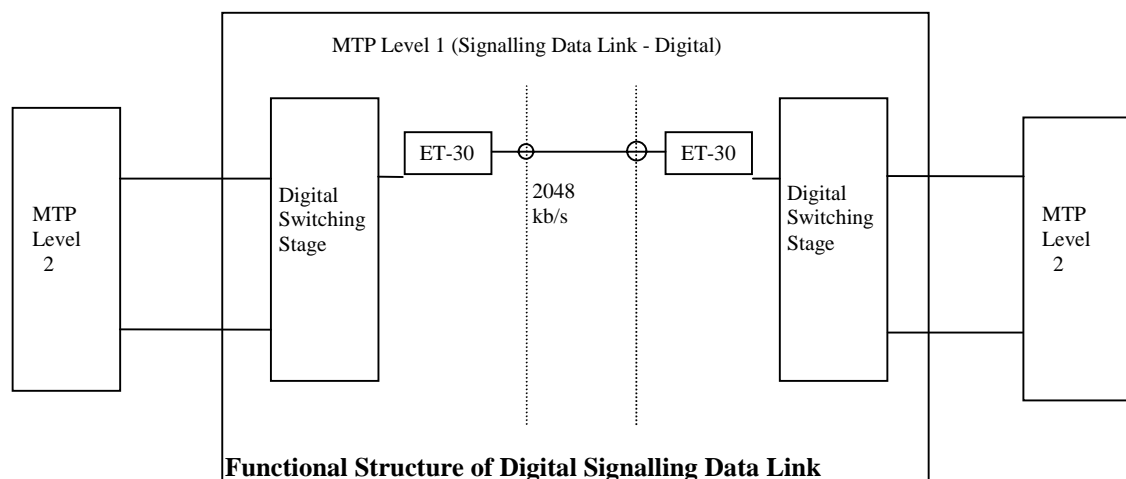 MTP Level 1 (Signalling Data Link - Digital)
ET-30
ET-30
2048
kb/s
MTP
Level
2
Digital
Switching
Stage
Digital
Switching
Stage
MTP
Level
2
Functional Structure of Digital Signalling Data Link